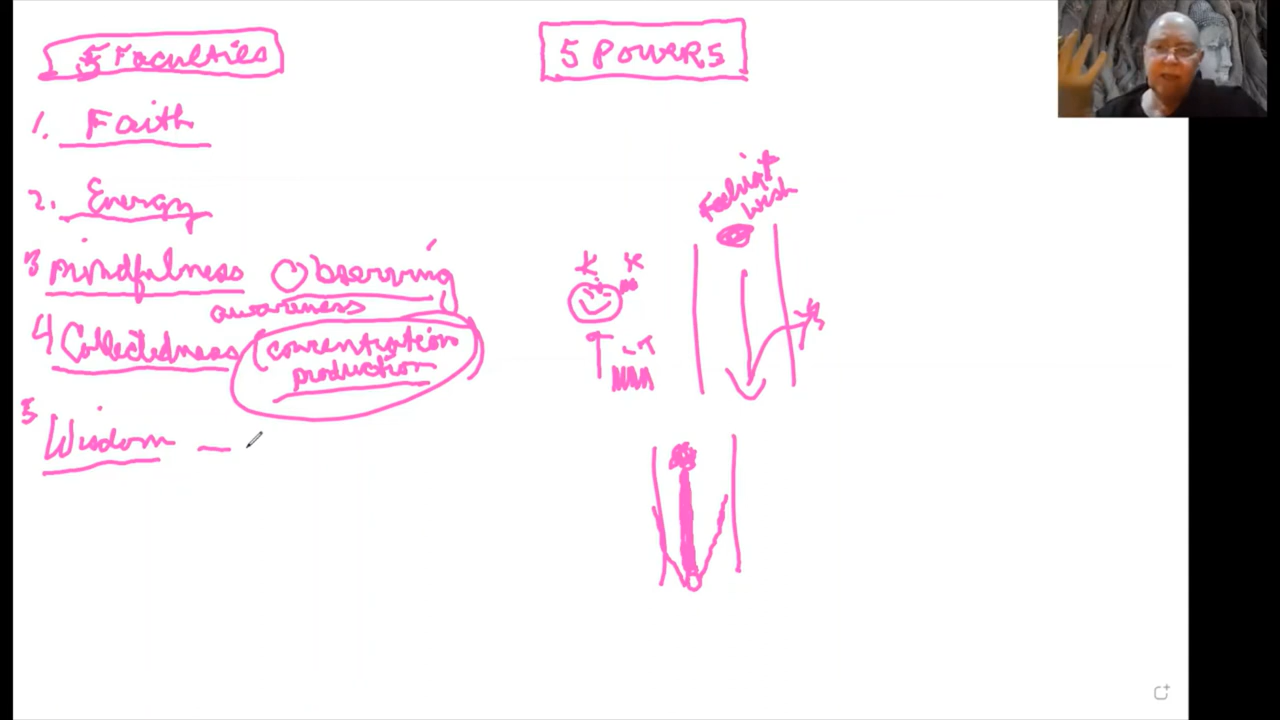 5 Faculties
5 POWERS
1. Faith
2. Energy
3 mindfulness Observing
awareness
4 Collectedness (concentration
production)
5 Wisdom —
Feeling +
wish